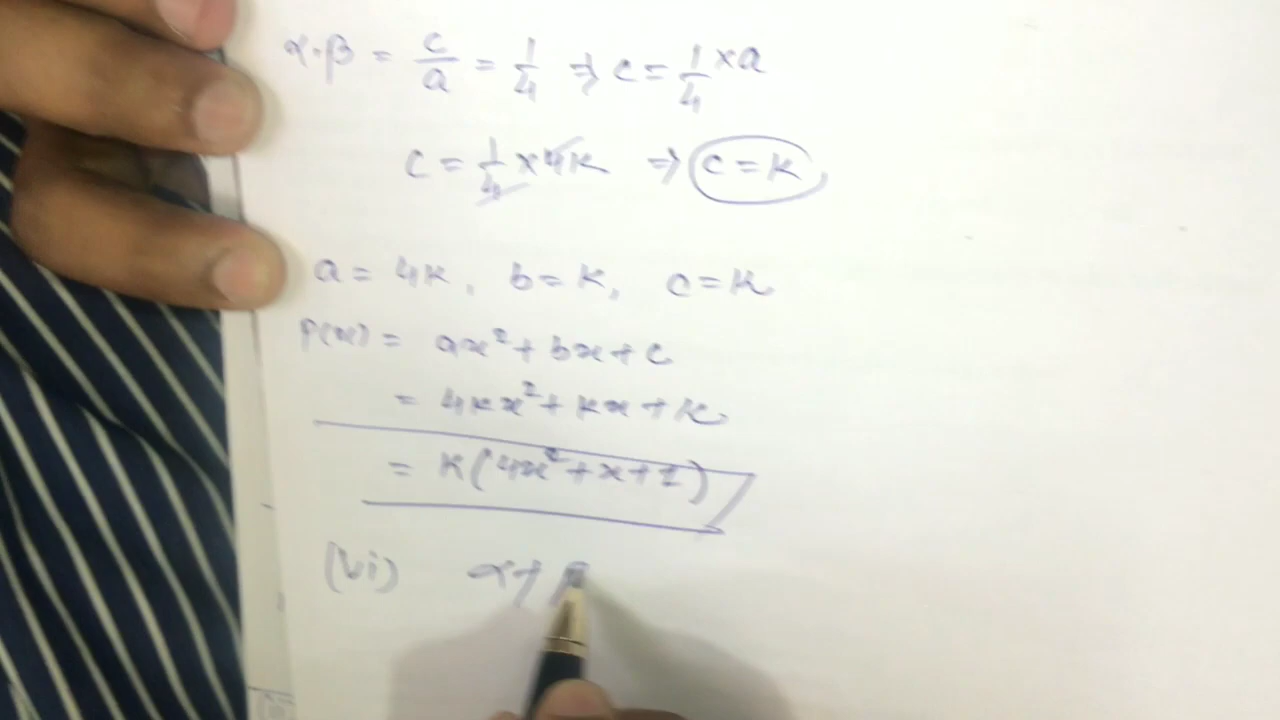 α·β = c/a = 1/4 ⇒ c = 1/4 × a
c = 1/4 × 4k ⇒ c = k
a = 4k, b = k, c = k
P(x) = ax² + bx + c
= 4kx² + kx + k
= k(4x² + x + 1)
(vi) α + β